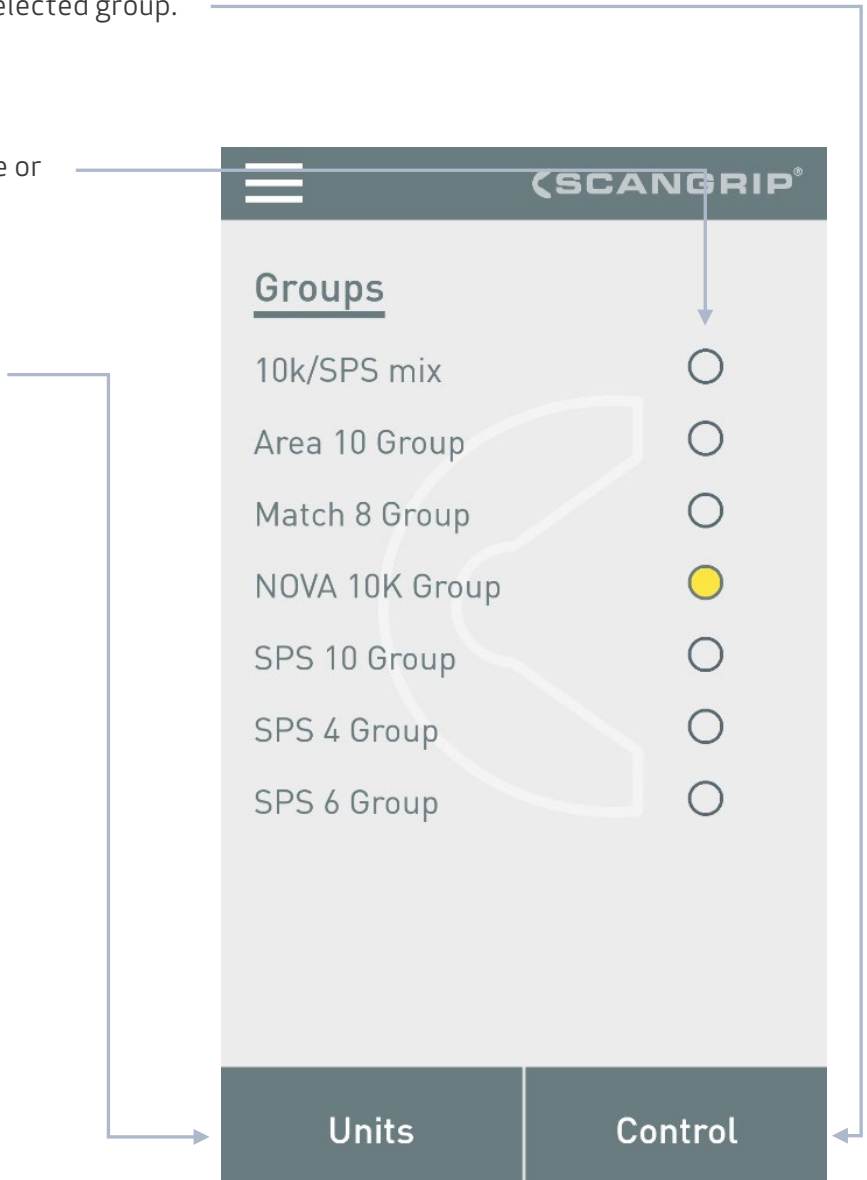 selected group.
e or
SCANGRIP®
Groups
10k/SPS mix
Area 10 Group
Match 8 Group
NOVA 10K Group
SPS 10 Group
SPS 4 Group
SPS 6 Group
Units
Control